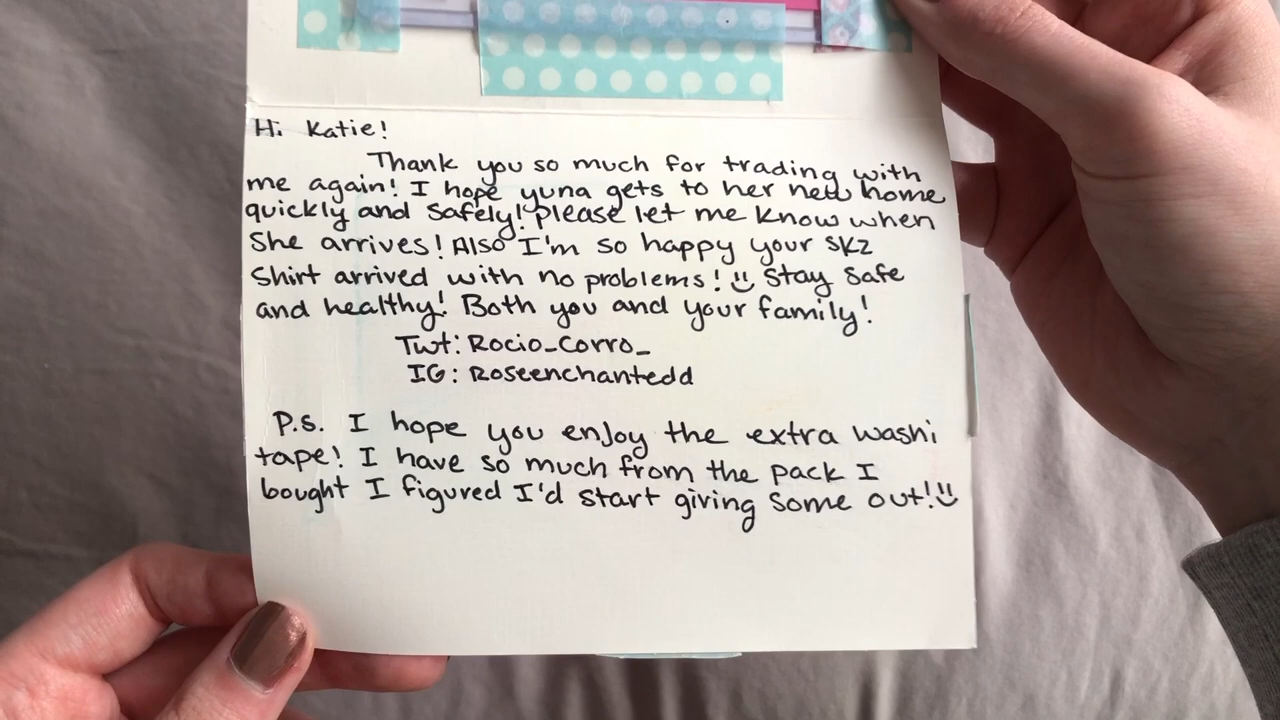 Hi Katie!
Thank you so much for trading with
me again! I hope yuna gets to her new home
quickly and safely! please let me know when
she arrives! Also I'm so happy your skz
shirt arrived with no problems! Stay safe
and healthy! Both you and your family!
Twt: Rocio_Corro_
IG: Roseenchantedd
P.s. I hope you enjoy the extra washi
tape! I have so much from the pack I
bought I figured I'd start giving some out!